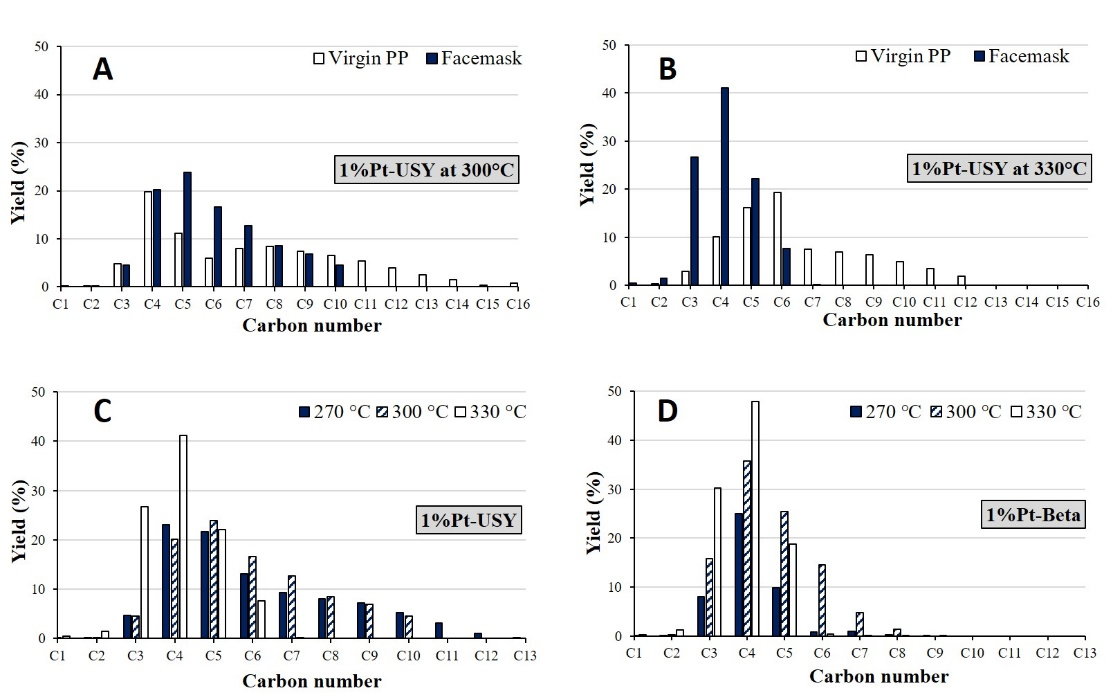 A
Virgin PP Facemask
1%Pt-USY at 300°C
Yield (%)
50
40
30
20
10
0
C1 C2 C3 C4 C5 C6 C7 C8 C9 C10 C11 C12 C13 C14 C15 C16
Carbon number
B
Virgin PP Facemask
1%Pt-USY at 330°C
Yield (%)
50
40
30
20
10
0
C1 C2 C3 C4 C5 C6 C7 C8 C9 C10 C11 C12 C13 C14 C15 C16
Carbon number
C
270 °C 300 °C 330 °C
1%Pt-USY
Yield (%)
50
40
30
20
10
0
C1 C2 C3 C4 C5 C6 C7 C8 C9 C10 C11 C12 C13
Carbon number
D
270 °C 300 °C 330 °C
1%Pt-Beta
Yield (%)
50
40
30
20
10
0
C1 C2 C3 C4 C5 C6 C7 C8 C9 C10 C11 C12 C13
Carbon number